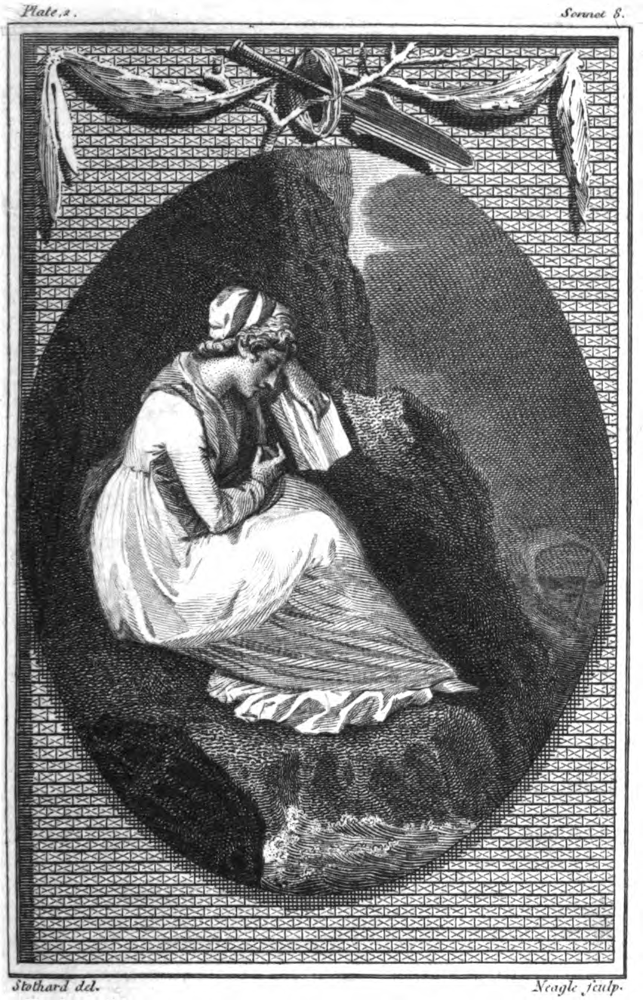 Plate, 2.
Sonnet 8.
Stothard del.
Neagle sculp.